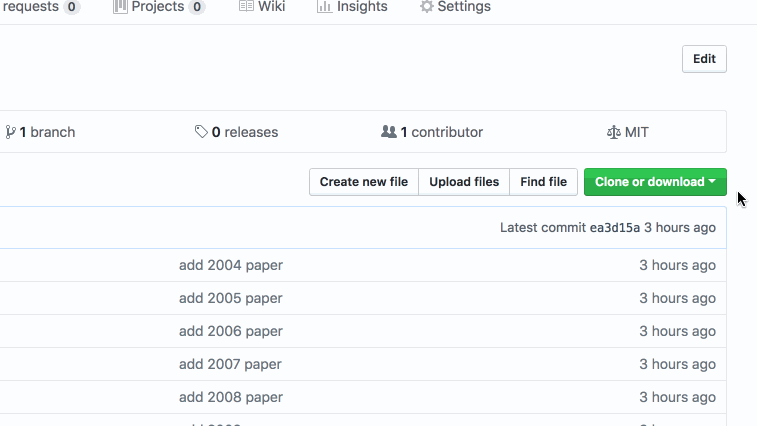 requests 0 Projects 0 Wiki Insights Settings
Edit
1 branch 0 releases 1 contributor MIT
Create new file Upload files Find file Clone or download
Latest commit ea3d15a 3 hours ago
add 2004 paper 3 hours ago
add 2005 paper 3 hours ago
add 2006 paper 3 hours ago
add 2007 paper 3 hours ago
add 2008 paper 3 hours ago